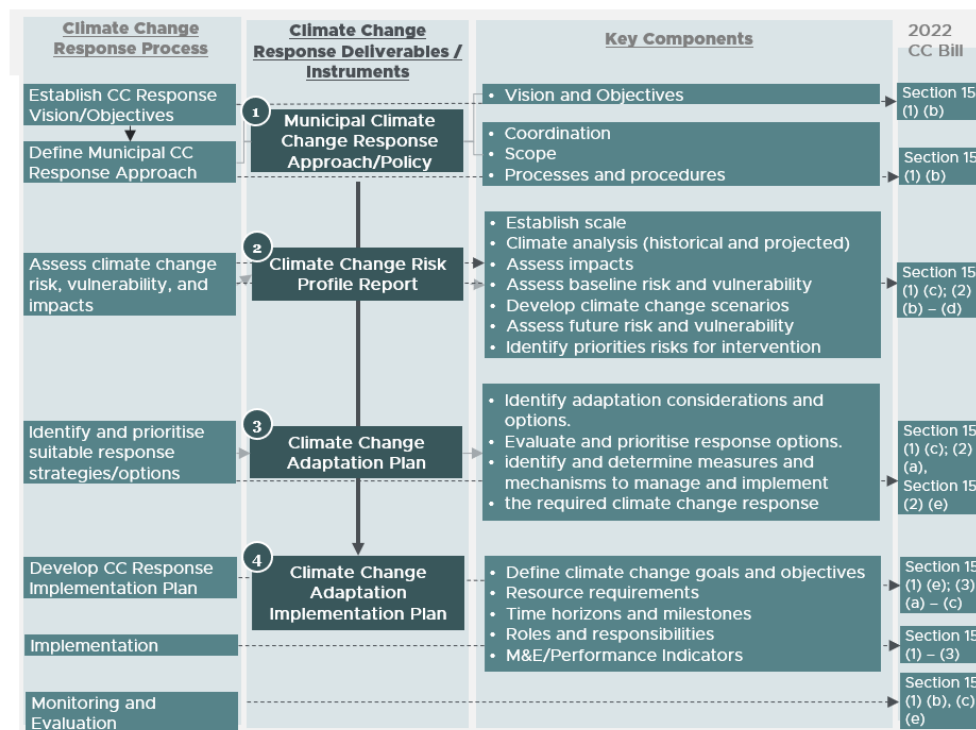 Climate Change
Response Process
Climate Change
Response Deliverables /
Instruments
Key Components
2022
CC Bill
Establish CC Response
Vision/Objectives
Define Municipal CC
Response Approach
1
Municipal Climate
Change Response
Approach/Policy
• Vision and Objectives
• Coordination
• Scope
• Processes and procedures
Section 15
(1) (b)
Section 15
(1) (b)
Assess climate change
risk, vulnerability, and
impacts
2
Climate Change Risk
Profile Report
• Establish scale
• Climate analysis (historical and projected)
• Assess impacts
• Assess baseline risk and vulnerability
• Develop climate change scenarios
• Assess future risk and vulnerability
• Identify priorities risks for intervention
Section 15
(1) (c); (2)
(b) – (d)
Identify and prioritise
suitable response
strategies/options
3
Climate Change
Adaptation Plan
• Identify adaptation considerations and
options.
• Evaluate and prioritise response options.
• identify and determine measures and
mechanisms to manage and implement
• the required climate change response
Section 15
(1) (c); (2)
(a),
Section 15
(2) (e)
Develop CC Response
Implementation Plan
4
Climate Change
Adaptation
Implementation Plan
• Define climate change goals and objectives
• Resource requirements
• Time horizons and milestones
• Roles and responsibilities
• M&E/Performance Indicators
Section 15
(1) (e); (3)
(a) – (c)
Implementation
Section 15
(1) – (3)
Monitoring and
Evaluation
Section 15
(1) (b), (c)
(e)